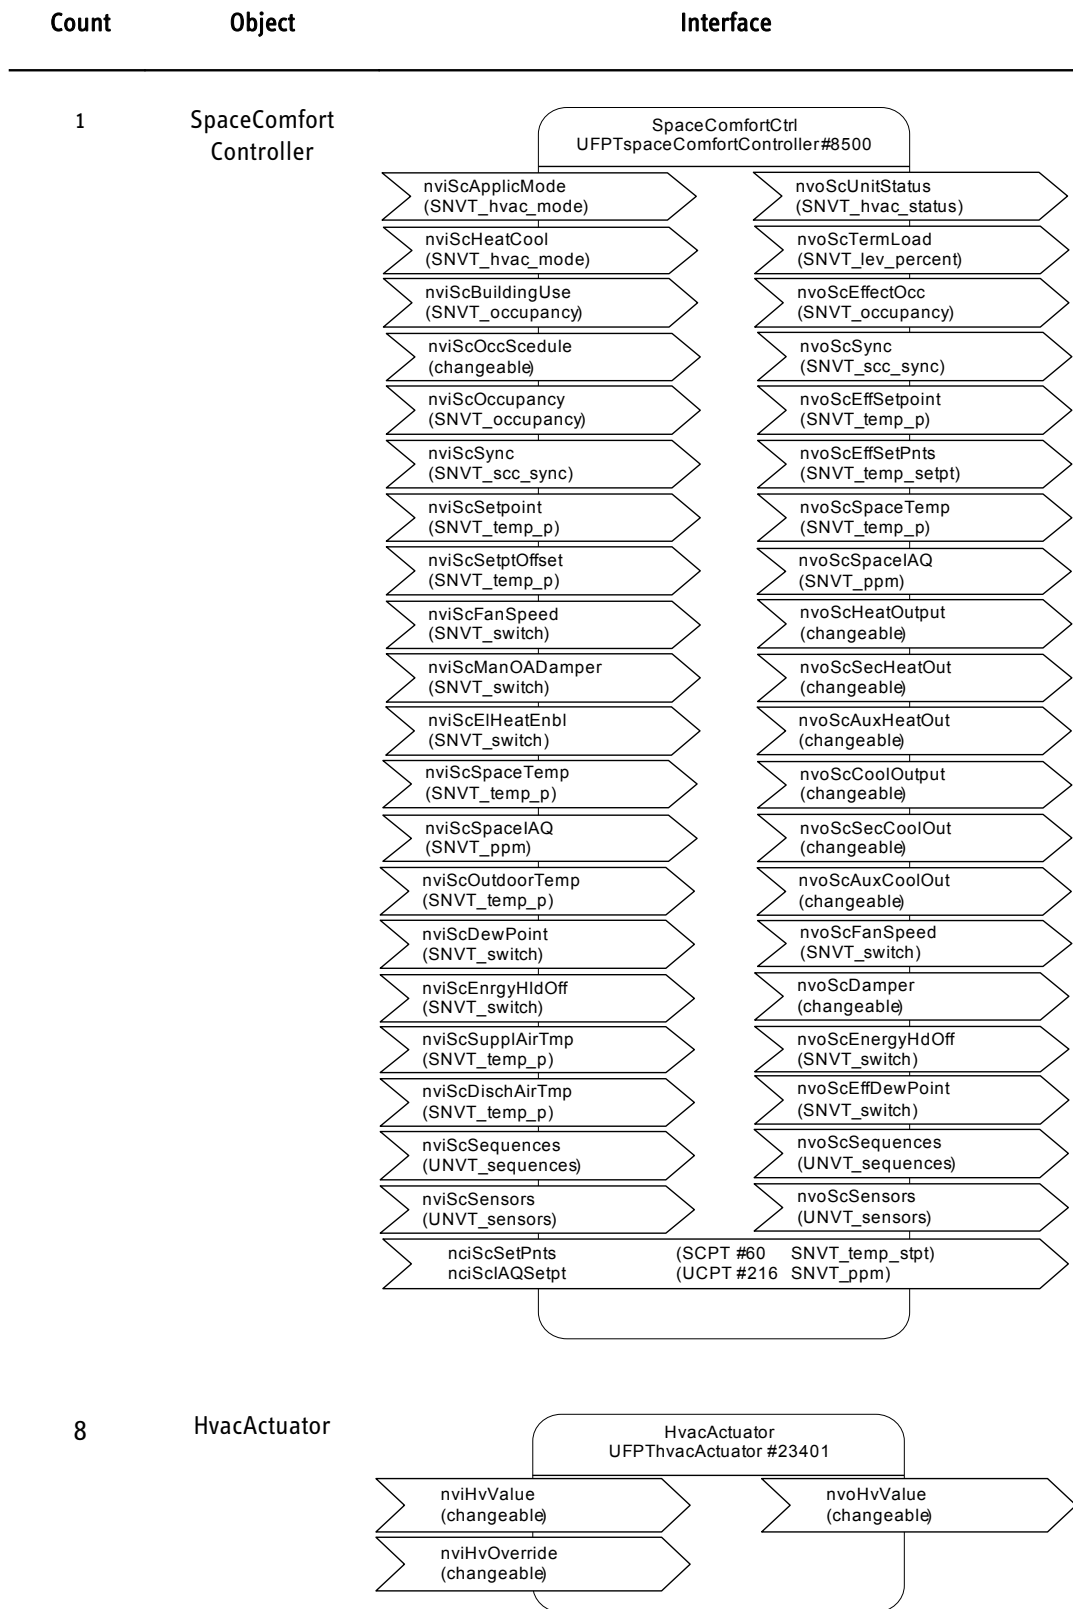 Count Object Interface
1 SpaceComfort
Controller
SpaceComfortCtrl
UFPTspaceComfortController#8500
nviScApplicMode
(SNVT_hvac_mode)
nvoScUnitStatus
(SNVT_hvac_status)
nviScHeatCool
(SNVT_hvac_mode)
nvoScTermLoad
(SNVT_lev_percent)
nviScBuildingUse
(SNVT_occupancy)
nvoScEffectOcc
(SNVT_occupancy)
nviScOccScedule
(changeable)
nvoScSync
(SNVT_scc_sync)
nviScOccupancy
(SNVT_occupancy)
nvoScEffSetpoint
(SNVT_temp_p)
nviScSync
(SNVT_scc_sync)
nvoScEffSetPnts
(SNVT_temp_setpt)
nviScSetpoint
(SNVT_temp_p)
nvoScSpaceTemp
(SNVT_temp_p)
nviScSetptOffset
(SNVT_temp_p)
nvoScSpaceIAQ
(SNVT_ppm)
nviScFanSpeed
(SNVT_switch)
nvoScHeatOutput
(changeable)
nviScManOADamper
(SNVT_switch)
nvoScSecHeatOut
(changeable)
nviScElHeatEnbl
(SNVT_switch)
nvoScAuxHeatOut
(changeable)
nviScSpaceTemp
(SNVT_temp_p)
nvoScCoolOutput
(changeable)
nviScSpaceIAQ
(SNVT_ppm)
nvoScSecCoolOut
(changeable)
nviScOutdoorTemp
(SNVT_temp_p)
nvoScAuxCoolOut
(changeable)
nviScDewPoint
(SNVT_switch)
nvoScFanSpeed
(SNVT_switch)
nviScEnrgyHldOff
(SNVT_switch)
nvoScDamper
(changeable)
nviScSupplAirTmp
(SNVT_temp_p)
nvoScEnergyHdOff
(SNVT_switch)
nviScDischAirTmp
(SNVT_temp_p)
nvoScEffDewPoint
(SNVT_switch)
nviScSequences
(UNVT_sequences)
nvoScSequences
(UNVT_sequences)
nviScSensors
(UNVT_sensors)
nvoScSensors
(UNVT_sensors)
nciScSetPnts (SCPT #60 SNVT_temp_stpt)
nciScIAQSetpt (UCPT #216 SNVT_ppm)
8 HvacActuator
HvacActuator
UFPThvacActuator #23401
nviHvValue
(changeable)
nvoHvValue
(changeable)
nviHvOverride
(changeable)